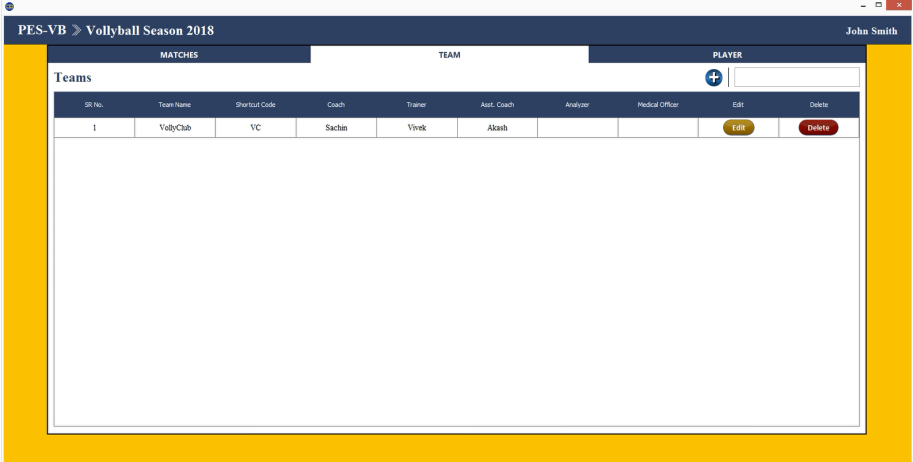 PES-VB » Vollyball Season 2018 John Smith
MATCHES TEAM PLAYER
Teams
SR No. Team Name Shortcut Code Coach Trainer Asst. Coach Analyzer Medical Officer Edit Delete
1 VollyClub VC Sachin Vivek Akash Edit Delete